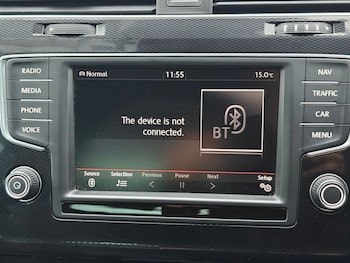 RADIO
MEDIA
PHONE
VOICE
Normal 11:55 15.0°C
The device is not
connected.
BT
Source Selection Previous Pause Next Setup
NAV
TRAFFIC
CAR
MENU